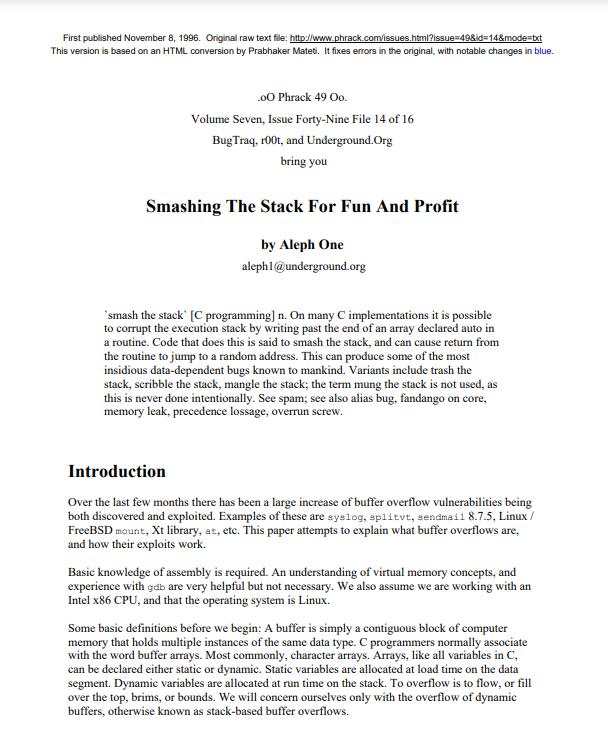 First published November 8, 1996.  Original raw text file: http://www.phrack.com/issues.html?issue=49&id=14&mode=txt
This version is based on an HTML conversion by Prabhaker Mateti.  It fixes errors in the original, with notable changes in blue.
.oO Phrack 49 Oo.
Volume Seven, Issue Forty-Nine File 14 of 16
BugTraq, r00t, and Underground.Org
bring you
Smashing The Stack For Fun And Profit
by Aleph One
aleph1@underground.org
`smash the stack` [C programming] n. On many C implementations it is possible
to corrupt the execution stack by writing past the end of an array declared auto in
a routine. Code that does this is said to smash the stack, and can cause return from
the routine to jump to a random address. This can produce some of the most
insidious data-dependent bugs known to mankind. Variants include trash the
stack, scribble the stack, mangle the stack; the term mung the stack is not used, as
this is never done intentionally. See spam; see also alias bug, fandango on core,
memory leak, precedence lossage, overrun screw.
Introduction
Over the last few months there has been a large increase of buffer overflow vulnerabilities being
both discovered and exploited. Examples of these are syslog, splitvt, sendmail 8.7.5, Linux /
FreeBSD mount, Xt library, at, etc. This paper attempts to explain what buffer overflows are,
and how their exploits work.
Basic knowledge of assembly is required. An understanding of virtual memory concepts, and
experience with gdb are very helpful but not necessary. We also assume we are working with an
Intel x86 CPU, and that the operating system is Linux.
Some basic definitions before we begin: A buffer is simply a contiguous block of computer
memory that holds multiple instances of the same data type. C programmers normally associate
with the word buffer arrays. Most commonly, character arrays. Arrays, like all variables in C,
can be declared either static or dynamic. Static variables are allocated at load time on the data
segment. Dynamic variables are allocated at run time on the stack. To overflow is to flow, or fill
over the top, brims, or bounds. We will concern ourselves only with the overflow of dynamic
buffers, otherwise known as stack-based buffer overflows.